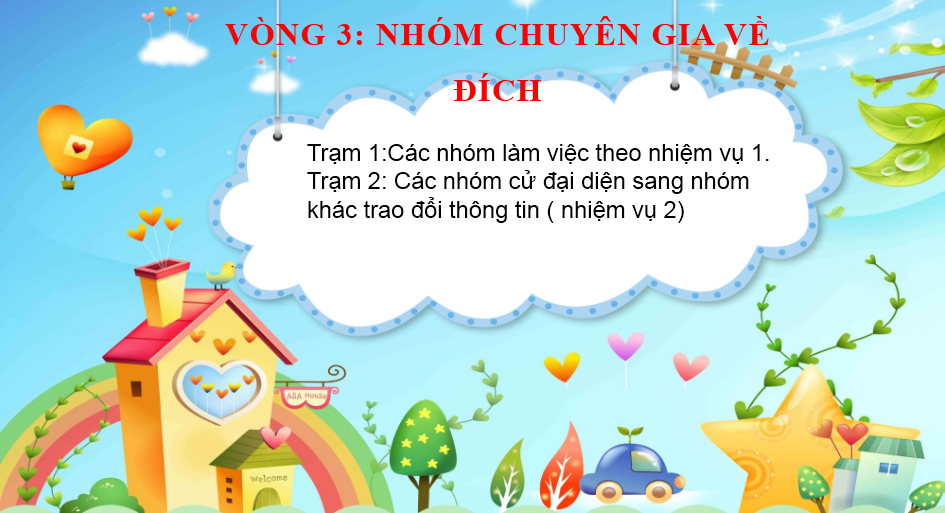 VÒNG 3: NHÓM CHUYÊN GIA VỀ
ĐÍCH
Trạm 1:Các nhóm làm việc theo nhiệm vụ 1.
Trạm 2: Các nhóm cử đại diện sang nhóm
khác trao đổi thông tin ( nhiệm vụ 2)
ASA House
Welcome